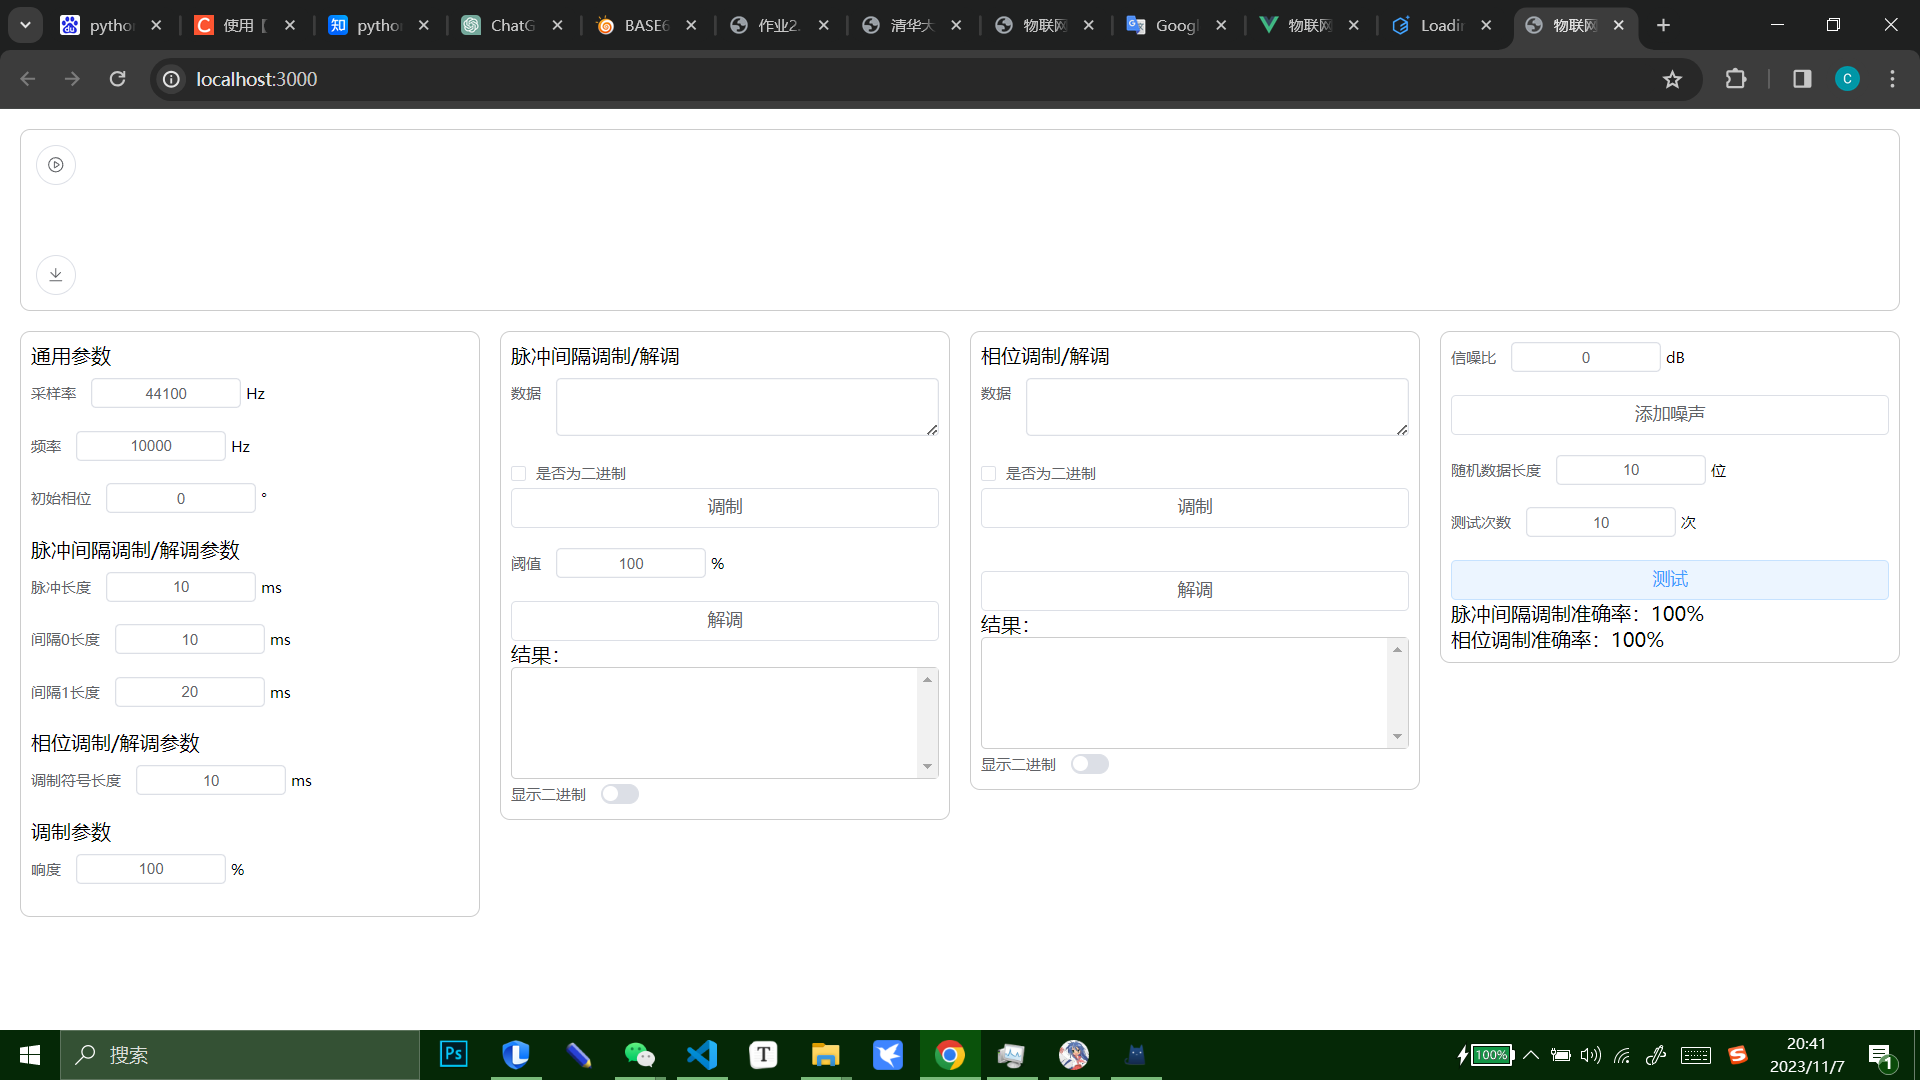 pytho
使用【
pytho
ChatG
BASE6
作业2.
清华大
物联网
Googl
物联网
Loadin
物联网
localhost:3000
C
通用参数
采样率 44100 Hz
频率 10000 Hz
初始相位 0 °
脉冲间隔调制/解调参数
脉冲长度 10 ms
间隔0长度 10 ms
间隔1长度 20 ms
相位调制/解调参数
调制符号长度 10 ms
调制参数
响度 100 %
脉冲间隔调制/解调
数据
是否为二进制
调制
阈值 100 %
解调
结果：
显示二进制
相位调制/解调
数据
是否为二进制
调制
解调
结果：
显示二进制
信噪比 0 dB
添加噪声
随机数据长度 10 位
测试次数 10 次
测试
脉冲间隔调制准确率：100%
相位调制准确率：100%
搜索
Ps
T
100%
20:41
2023/11/7
1